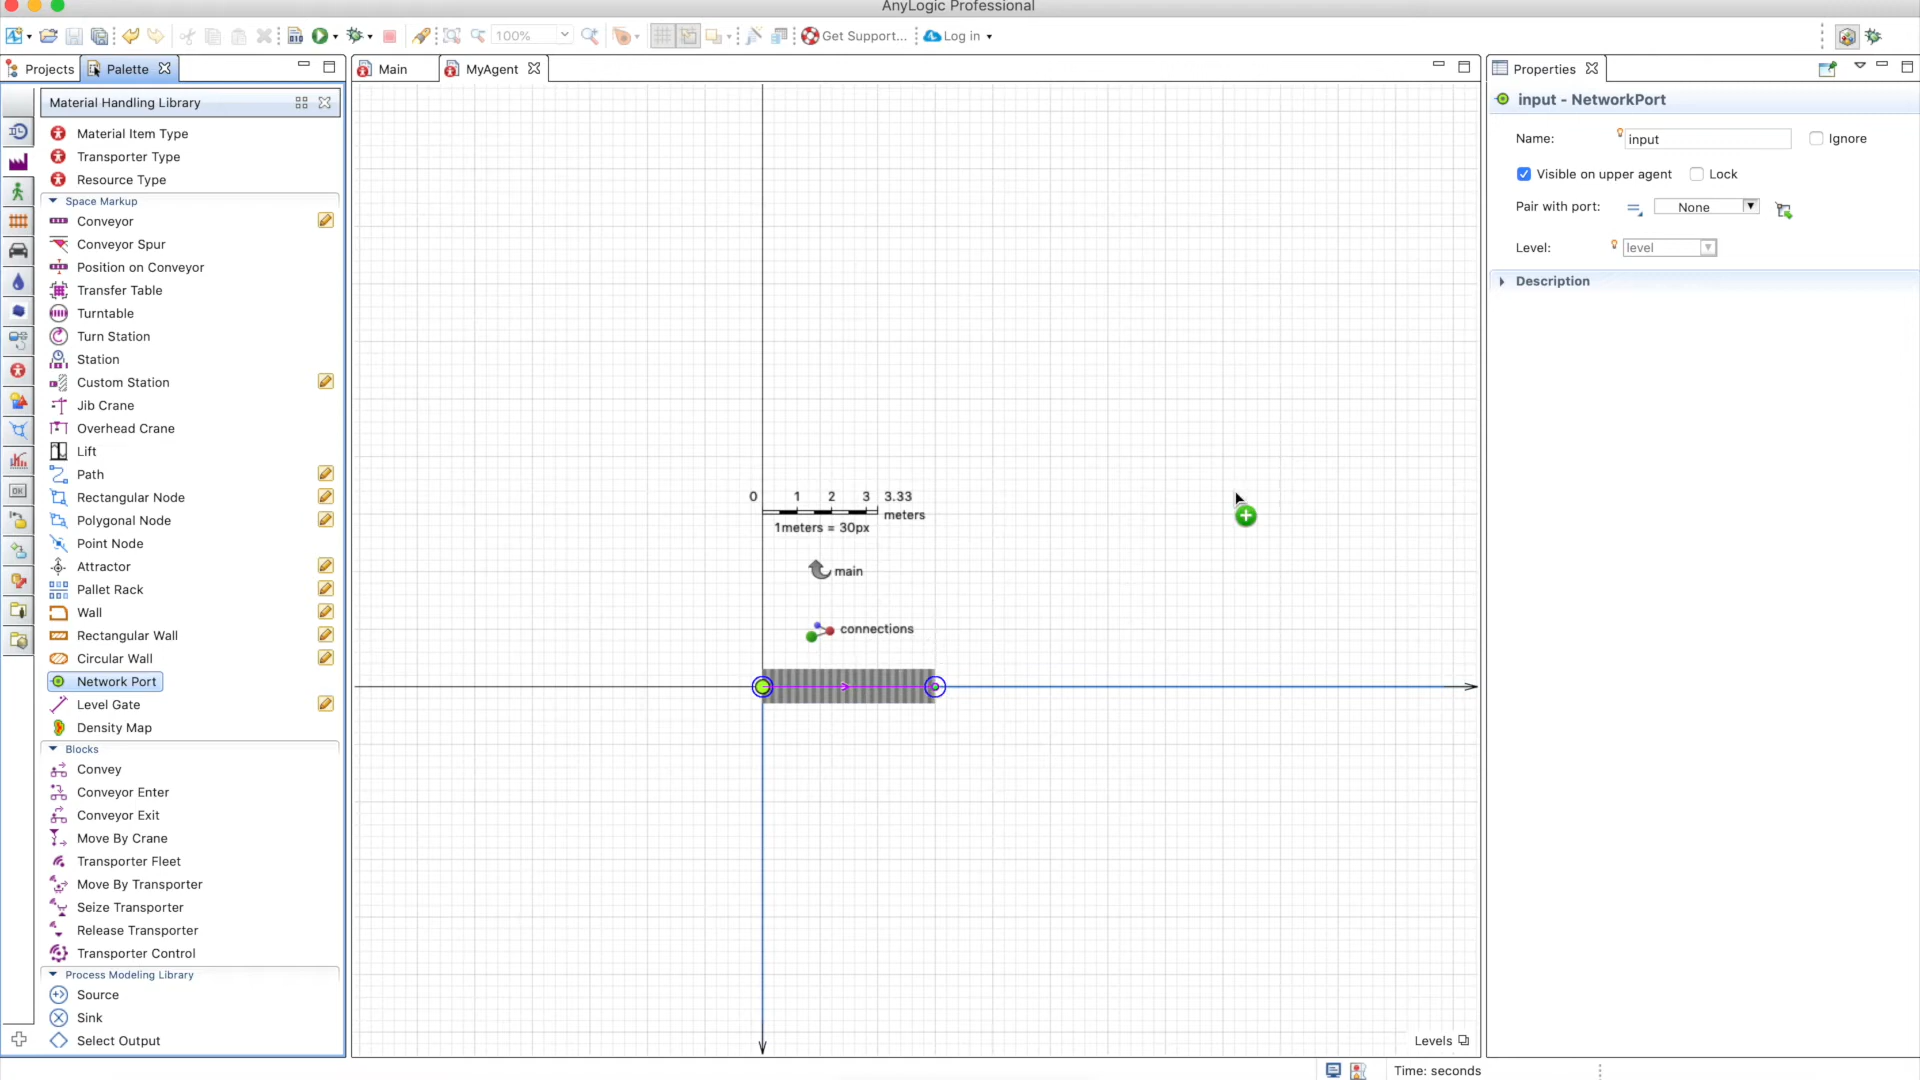 AnyLogic Professional
100%
Get Support...
Log in
Projects
Palette
Main
MyAgent
Properties
Material Handling Library
Material Item Type
Transporter Type
Resource Type
Space Markup
Conveyor
Conveyor Spur
Position on Conveyor
Transfer Table
Turntable
Turn Station
Station
Custom Station
Jib Crane
Overhead Crane
Lift
Path
Rectangular Node
Polygonal Node
Point Node
Attractor
Pallet Rack
Wall
Rectangular Wall
Circular Wall
Network Port
Level Gate
Density Map
Blocks
Convey
Conveyor Enter
Conveyor Exit
Move By Crane
Transporter Fleet
Move By Transporter
Seize Transporter
Release Transporter
Transporter Control
Process Modeling Library
Source
Sink
Select Output
0 1 2 3 3.33
meters
1meters = 30px
main
connections
Levels
input - NetworkPort
Name: input Ignore
Visible on upper agent Lock
Pair with port: None
Level: level
Description
Time: seconds